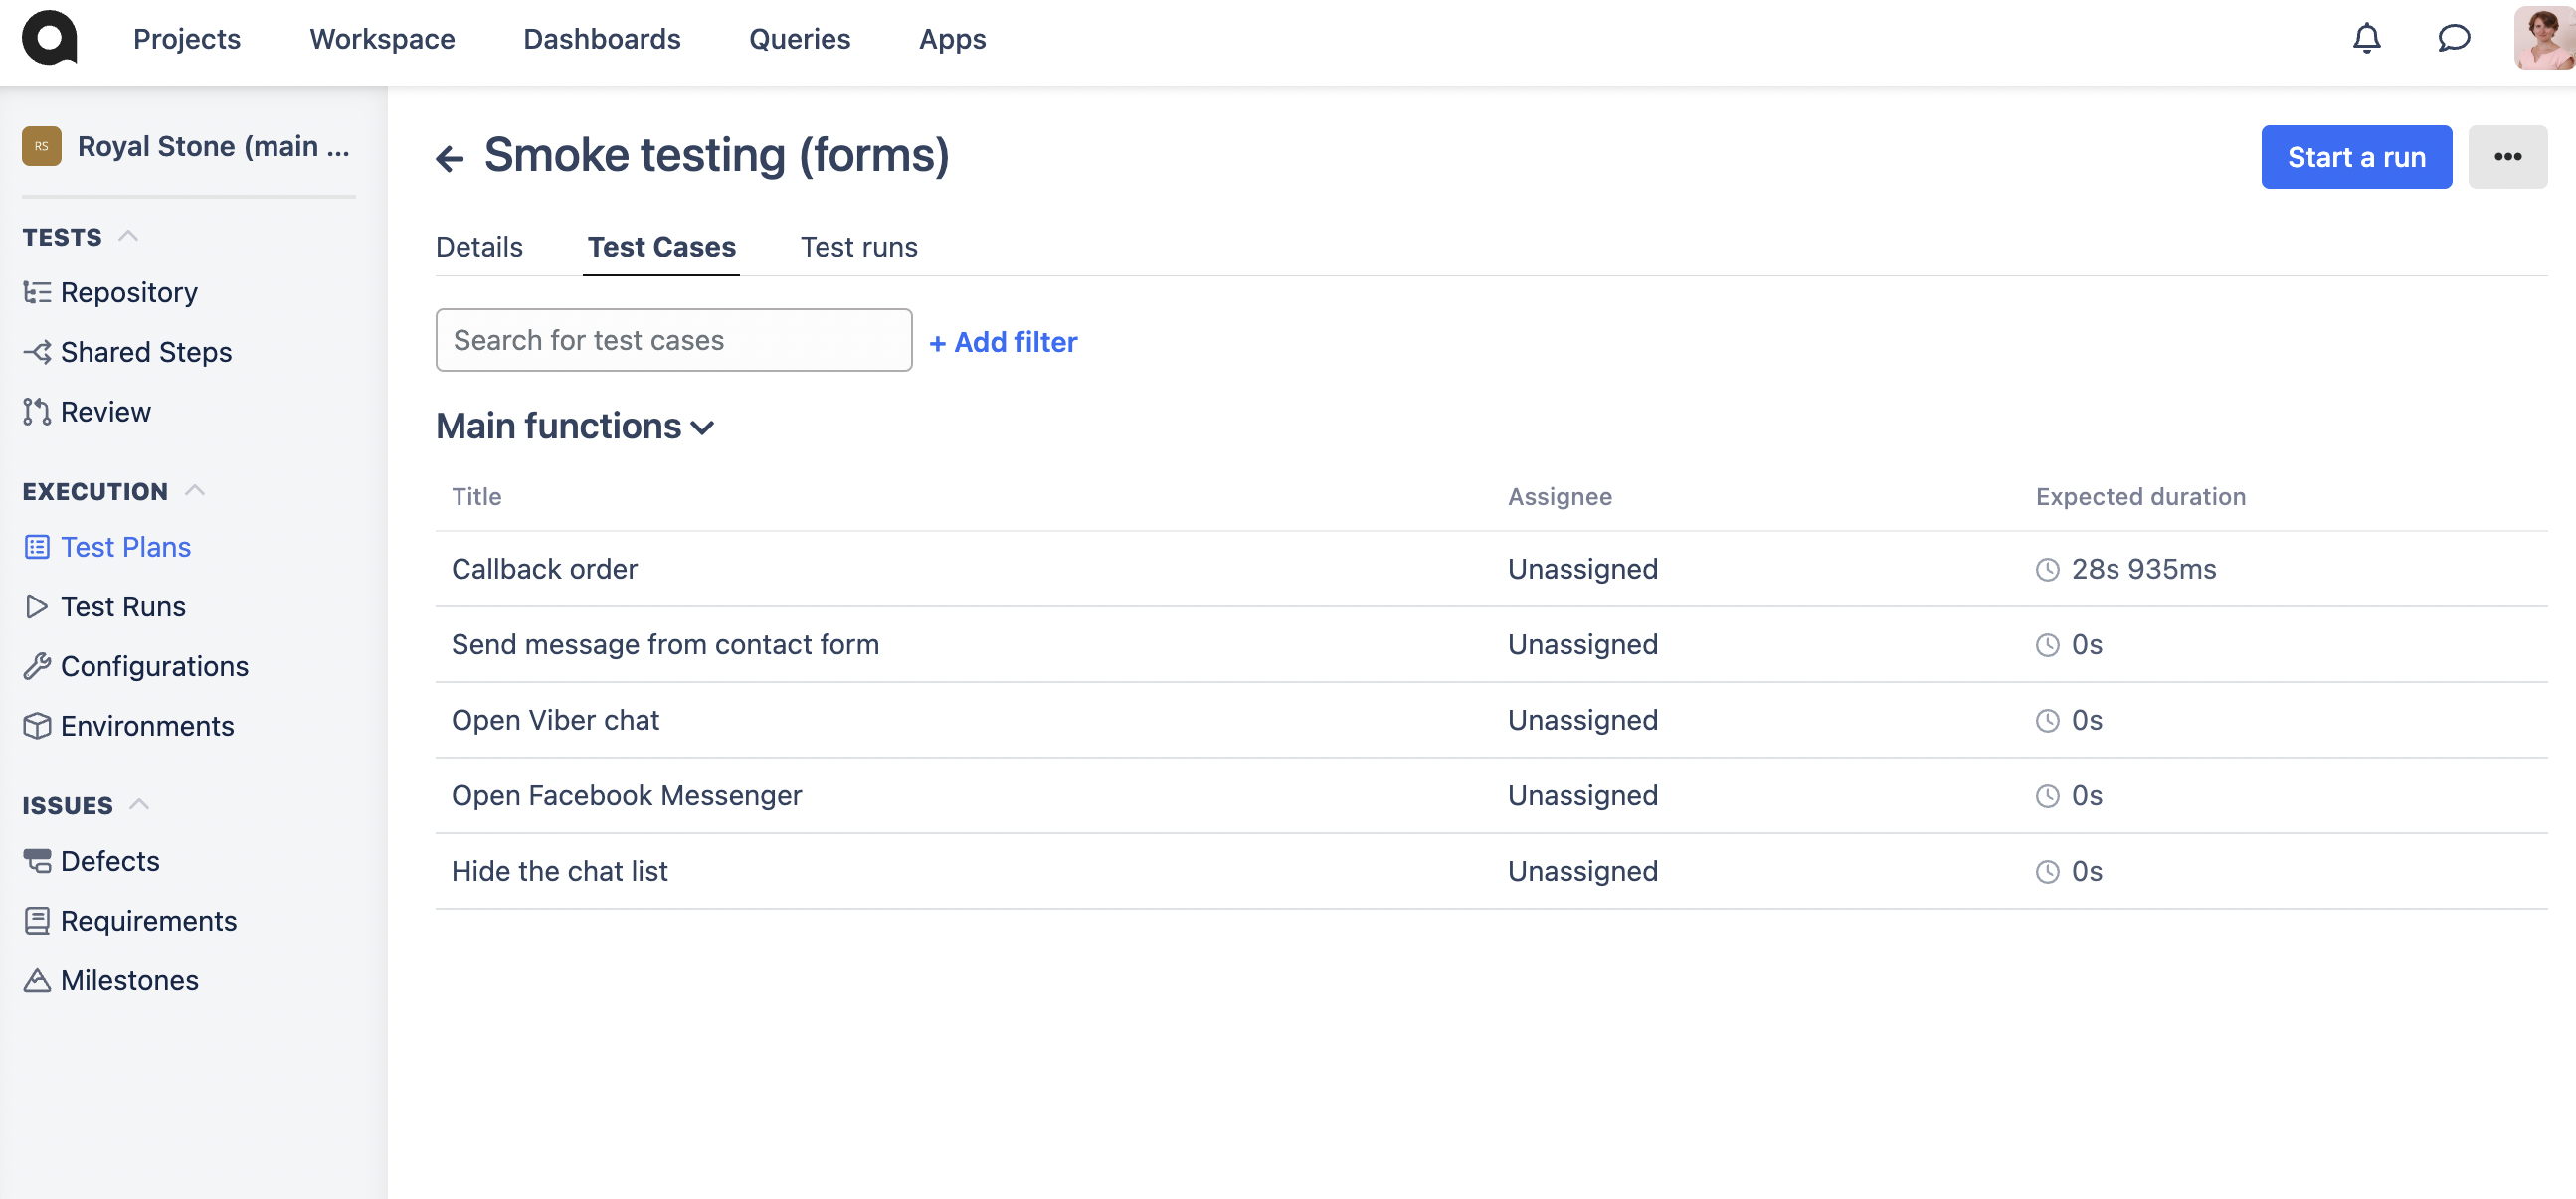 Projects Workspace Dashboards Queries Apps
RS Royal Stone (main ...
TESTS
Repository
Shared Steps
Review
EXECUTION
Test Plans
Test Runs
Configurations
Environments
ISSUES
Defects
Requirements
Milestones
Smoke testing (forms)
Start a run
Details Test Cases Test runs
Search for test cases
+ Add filter
Main functions
Title Assignee Expected duration
Callback order Unassigned 28s 935ms
Send message from contact form Unassigned 0s
Open Viber chat Unassigned 0s
Open Facebook Messenger Unassigned 0s
Hide the chat list Unassigned 0s